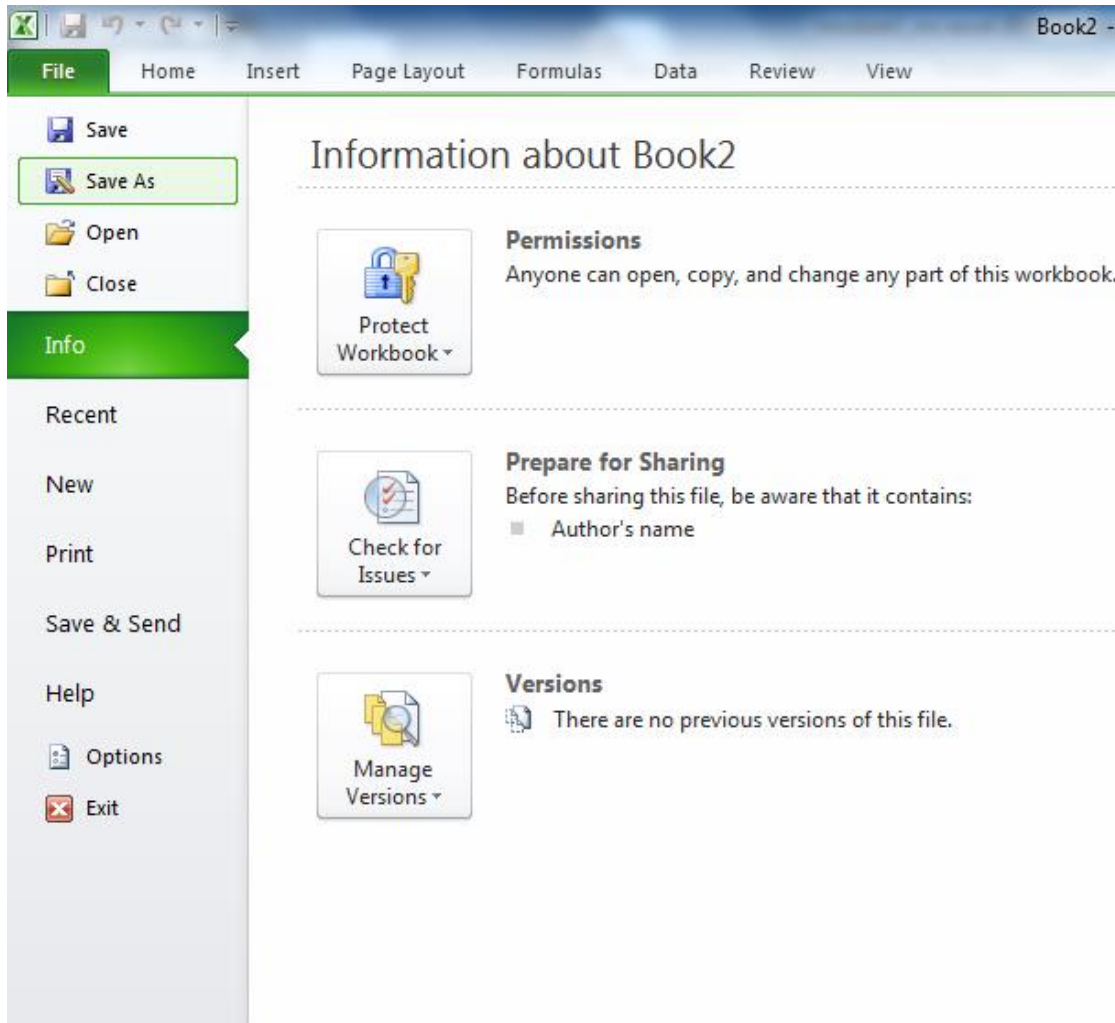 Book2 -
File Home Insert Page Layout Formulas Data Review View
Save
Save As
Open
Close
Info
Recent
New
Print
Save & Send
Help
Options
Exit
Information about Book2
Protect
Workbook
Permissions
Anyone can open, copy, and change any part of this workbook.
Check for
Issues
Prepare for Sharing
Before sharing this file, be aware that it contains:
Author's name
Manage
Versions
Versions
There are no previous versions of this file.